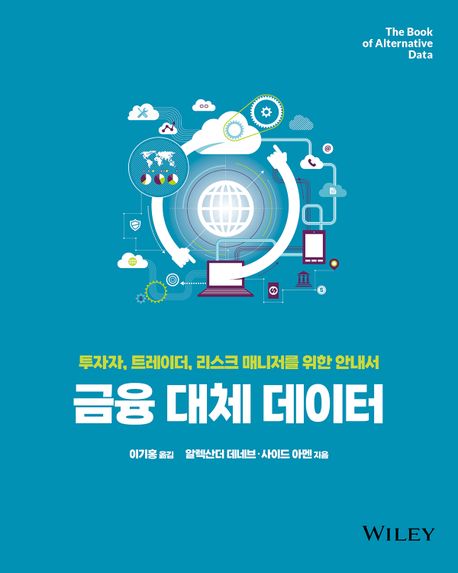 The Book
of Alternative
Data
투자자, 트레이더, 리스크 매니저를 위한 안내서
금융 대체 데이터
이기홍 옮김 알렉산더 데네브·사이드 아멘 지음
WILEY